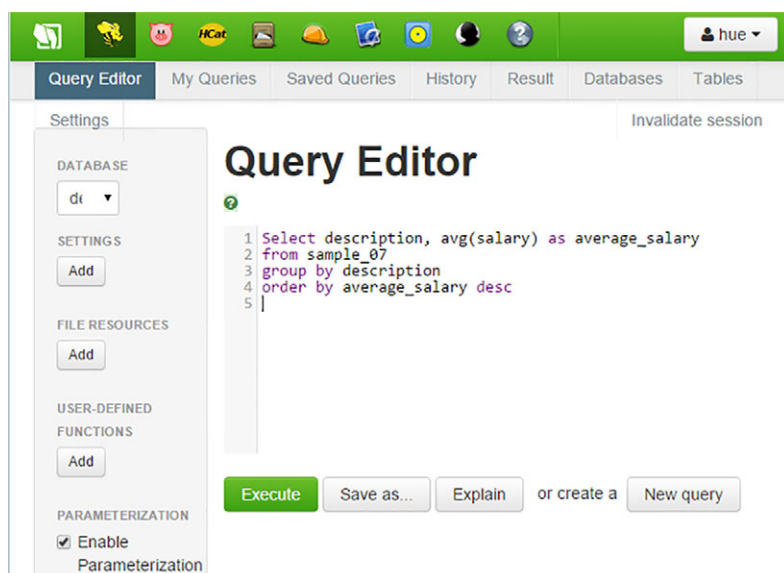 HCat
hue
Query Editor My Queries Saved Queries History Result Databases Tables
Settings Invalidate session
DATABASE
de
SETTINGS
Add
FILE RESOURCES
Add
USER-DEFINED
FUNCTIONS
Add
PARAMETERIZATION
Enable
Parameterization
Query Editor
1 Select description, avg(salary) as average_salary
2 from sample_07
3 group by description
4 order by average_salary desc
5
Execute Save as... Explain or create a New query